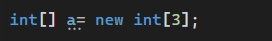 int[] a= new int[3];